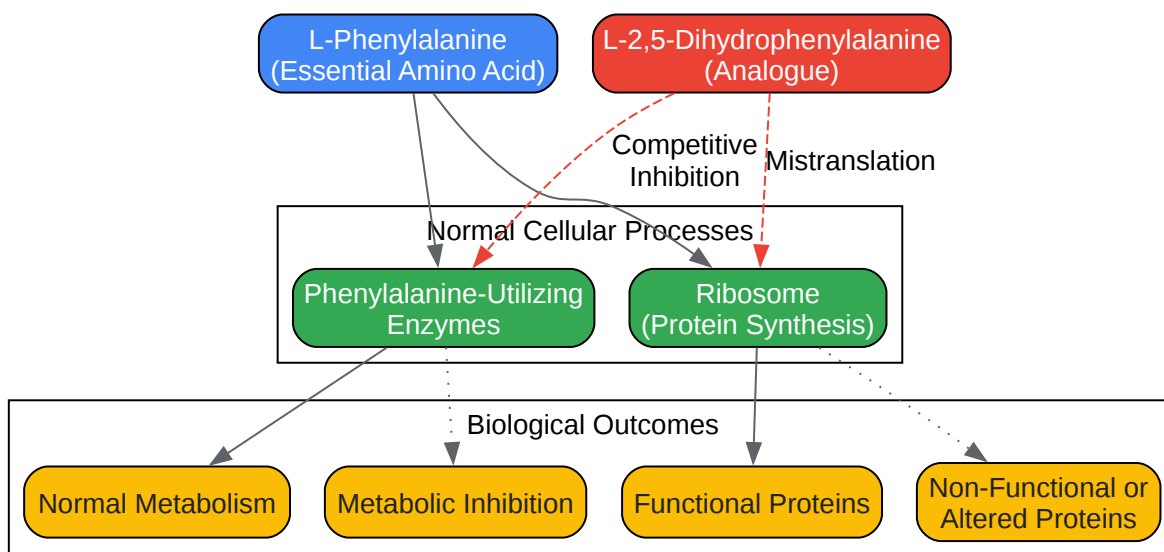 L-Phenylalanine
(Essential Amino Acid)
L-2,5-Dihydrophenylalanine
(Analogue)
Competitive
Inhibition
Mistranslation
Normal Cellular Processes
Phenylalanine-Utilizing
Enzymes
Ribosome
(Protein Synthesis)
Biological Outcomes
Normal Metabolism
Metabolic Inhibition
Functional Proteins
Non-Functional or
Altered Proteins